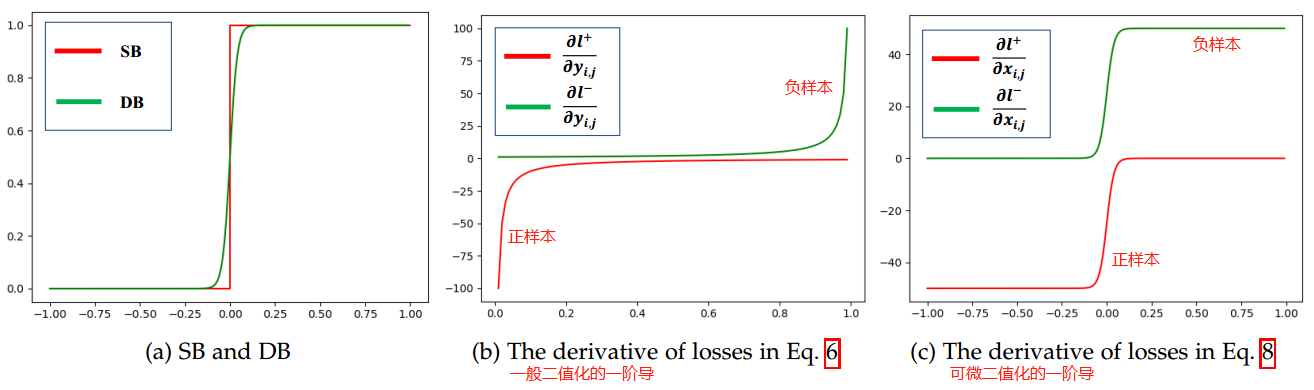 1.0
0.8
0.6
0.4
0.2
0.0
−1.00 −0.75 −0.50 −0.25 0.00 0.25 0.50 0.75 1.00
SB
DB
(a) SB and DB
100
75
50
25
0
−25
−50
−75
−100
0.0 0.2 0.4 0.6 0.8 1.0
∂l⁺/∂yᵢ,ⱼ
∂l⁻/∂yᵢ,ⱼ
负样本
正样本
(b) The derivative of losses in Eq. 6
一般二值化的一阶导
40
20
0
−20
−40
−1.00 −0.75 −0.50 −0.25 0.00 0.25 0.50 0.75 1.00
∂l⁺/∂xᵢ,ⱼ
∂l⁻/∂xᵢ,ⱼ
负样本
正样本
(c) The derivative of losses in Eq. 8
可微二值化的一阶导